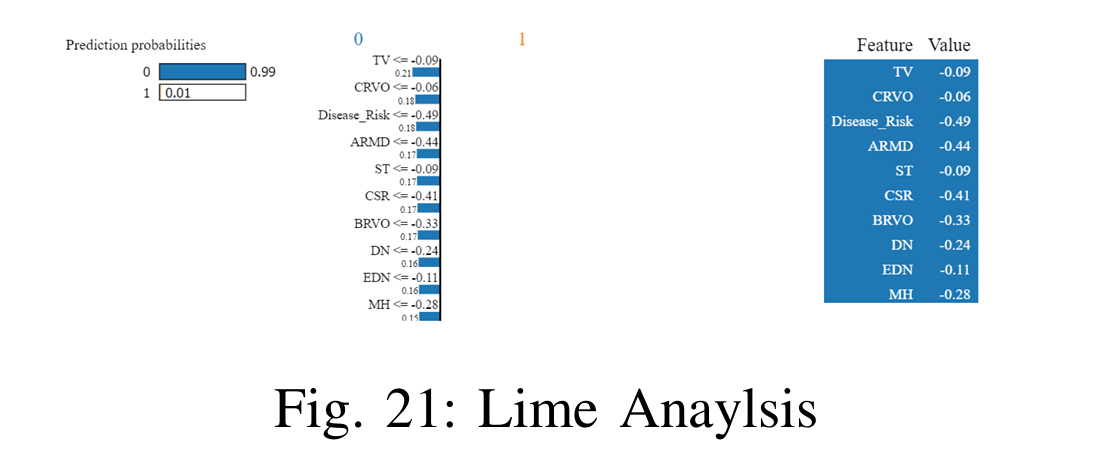 Prediction probabilities
0 0.99
1 0.01
0 1
TV <= -0.09
0.21
CRVO <= -0.06
0.18
Disease_Risk <= -0.49
0.18
ARMD <= -0.44
0.17
ST <= -0.09
0.17
CSR <= -0.41
0.17
BRVO <= -0.33
0.17
DN <= -0.24
0.16
EDN <= -0.11
0.16
MH <= -0.28
0.15
Feature Value
TV -0.09
CRVO -0.06
Disease_Risk -0.49
ARMD -0.44
ST -0.09
CSR -0.41
BRVO -0.33
DN -0.24
EDN -0.11
MH -0.28
Fig. 21: Lime Anaylsis